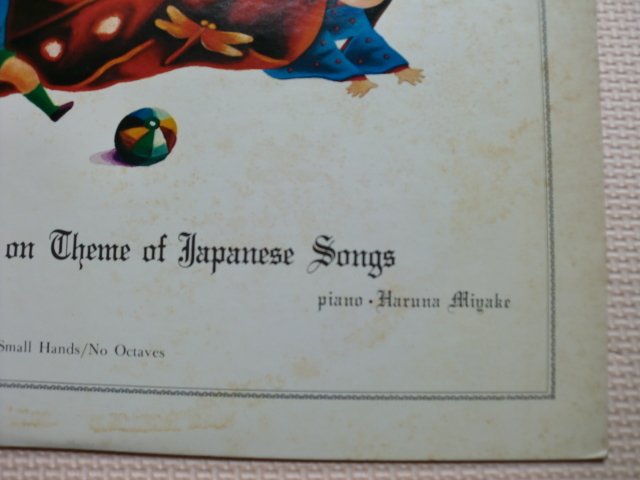 on Theme of Japanese Songs
piano・Haruna Miyake
Small Hands/No Octaves